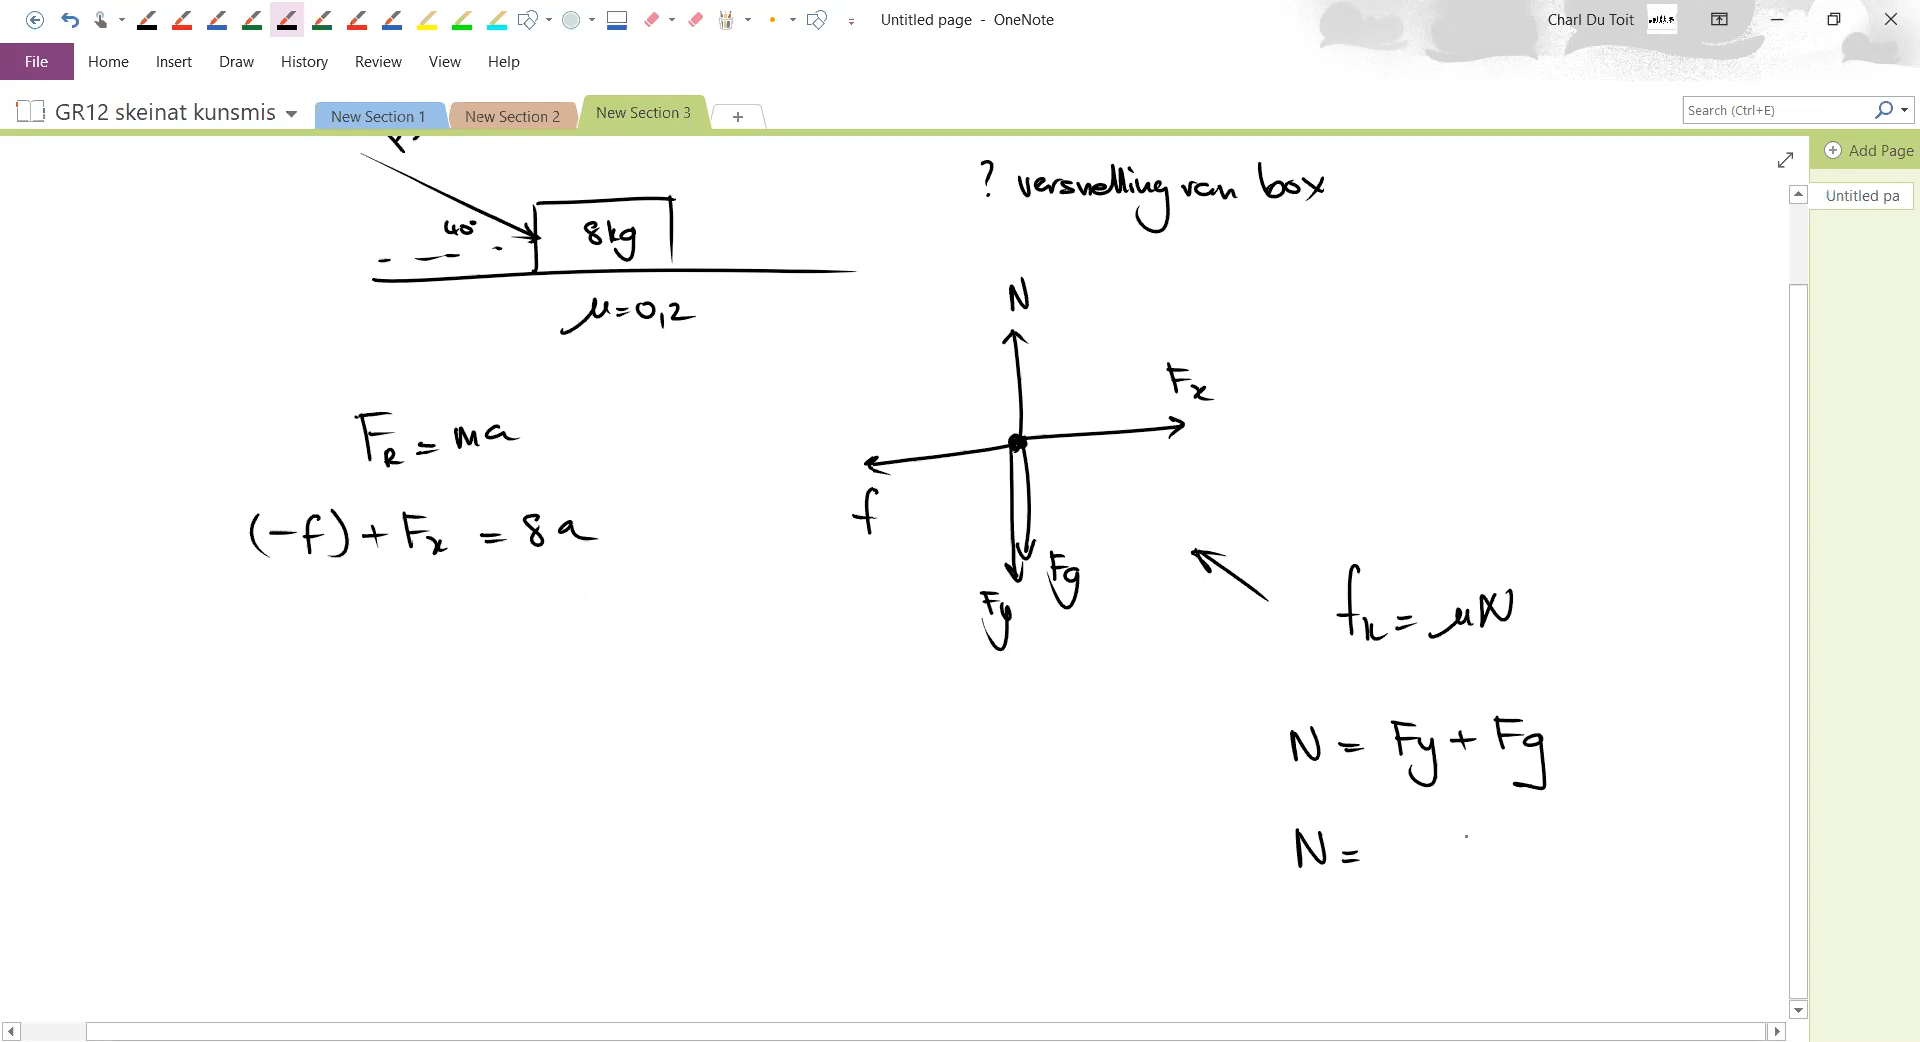 Untitled page - OneNote
Charl Du Toit
File Home Insert Draw History Review View Help
GR12 skeinat kunsmis
New Section 1
New Section 2
New Section 3
+
Search (Ctrl+E)
Add Page
Untitled pa
? versnelling van box
40°
8kg
μ=0,2
N
Fx
f
Fg
Fy
FR = ma
(-f) + Fx = 8a
fk = μN
N = Fy + Fg
N =